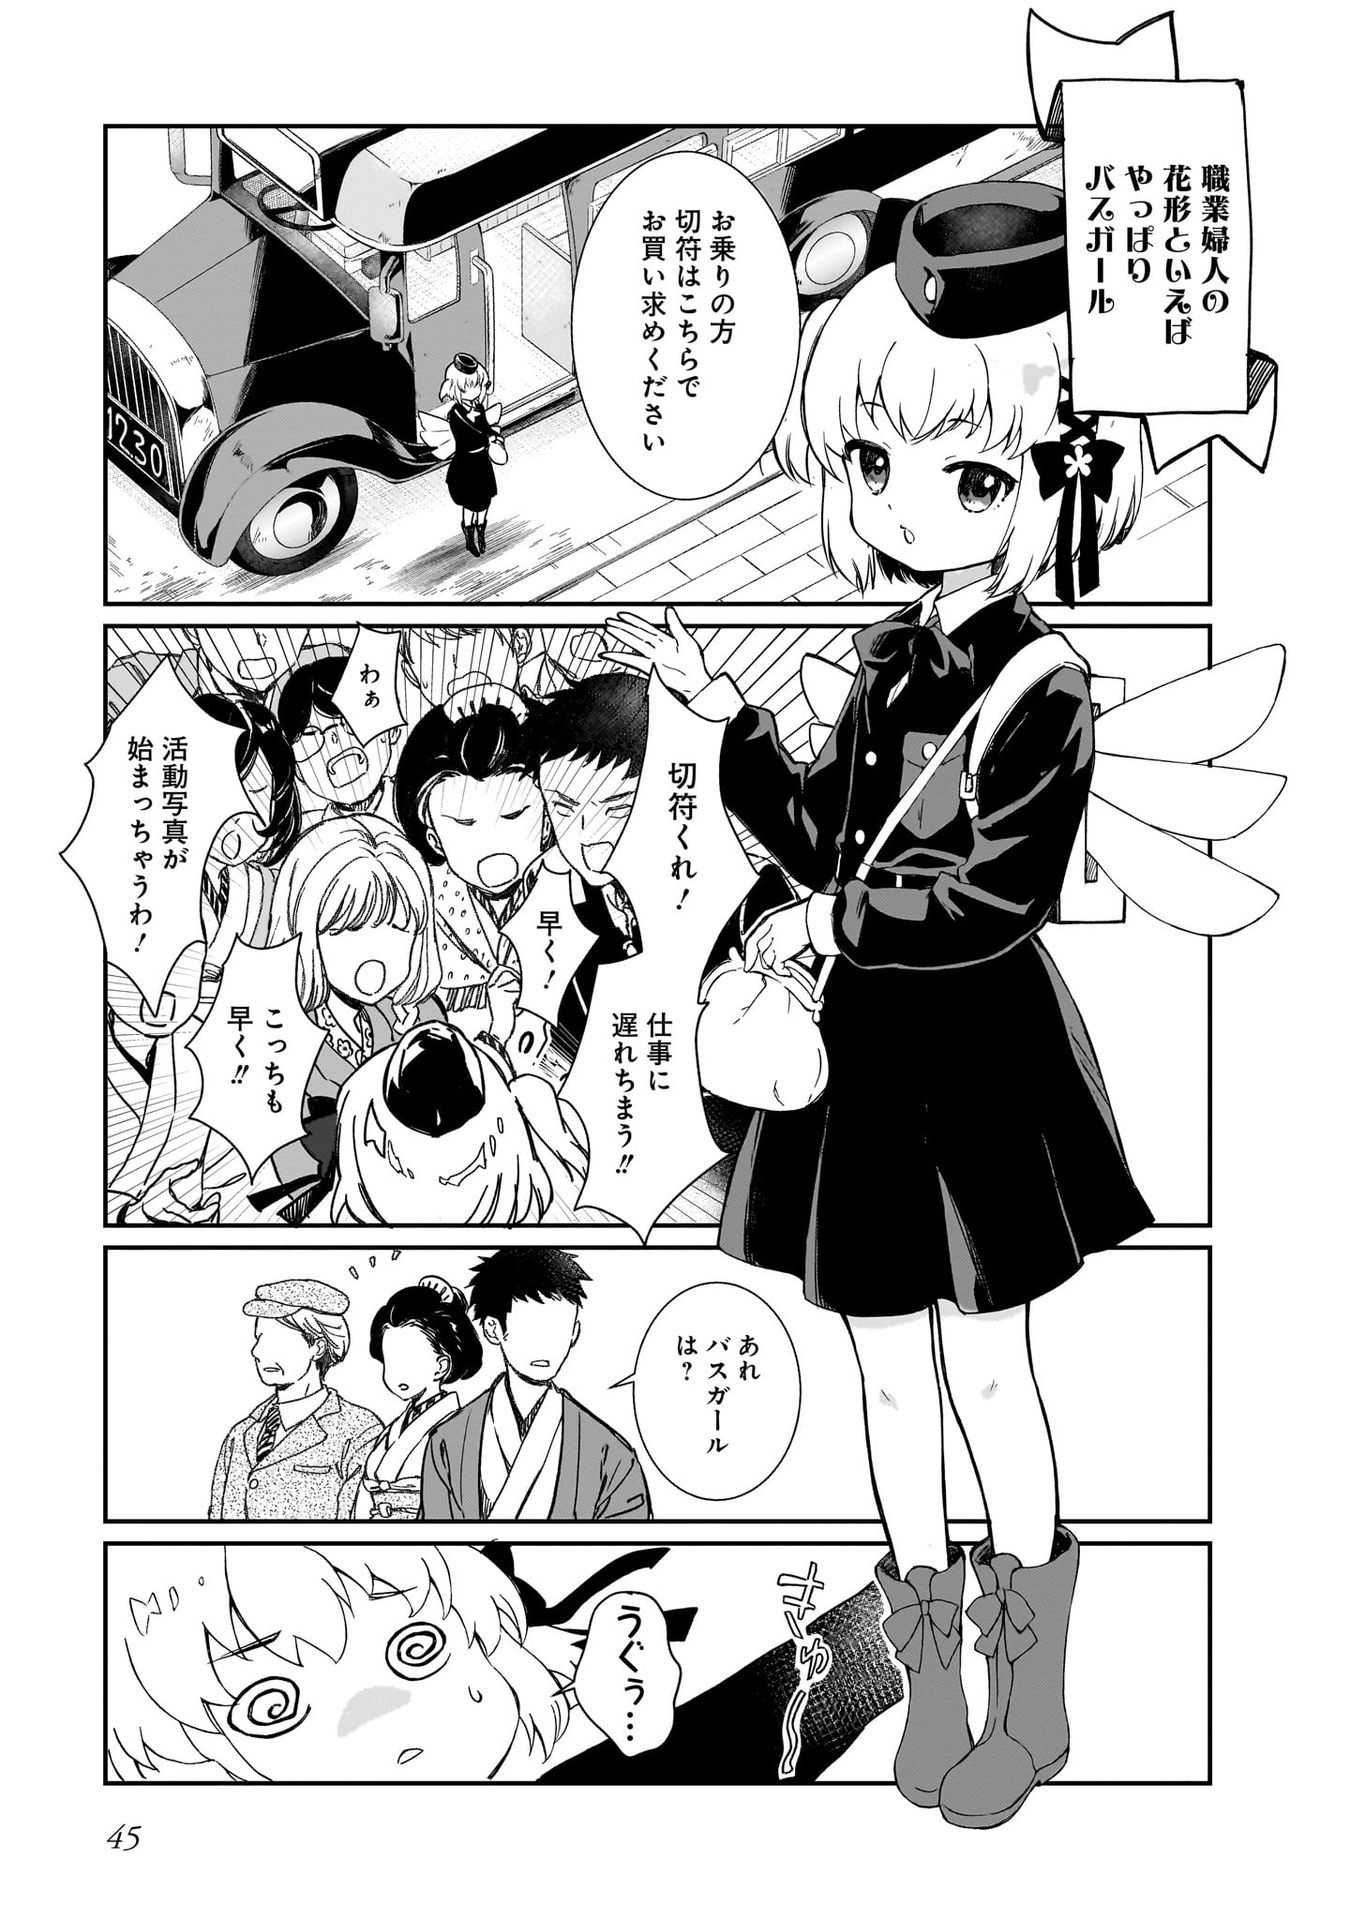 職業婦人の
花形といえば
やっぱり
バスガール
お乗りの方
切符はこちらで
お買い求めください
1230
切符くれ！
わぁ
早く！
仕事に
遅れちまう!!
活動写真が
始まっちゃうわ！
こっちも
早く!!
あれ
バスガール
は？
きゅ〜
うぐぅ…
45